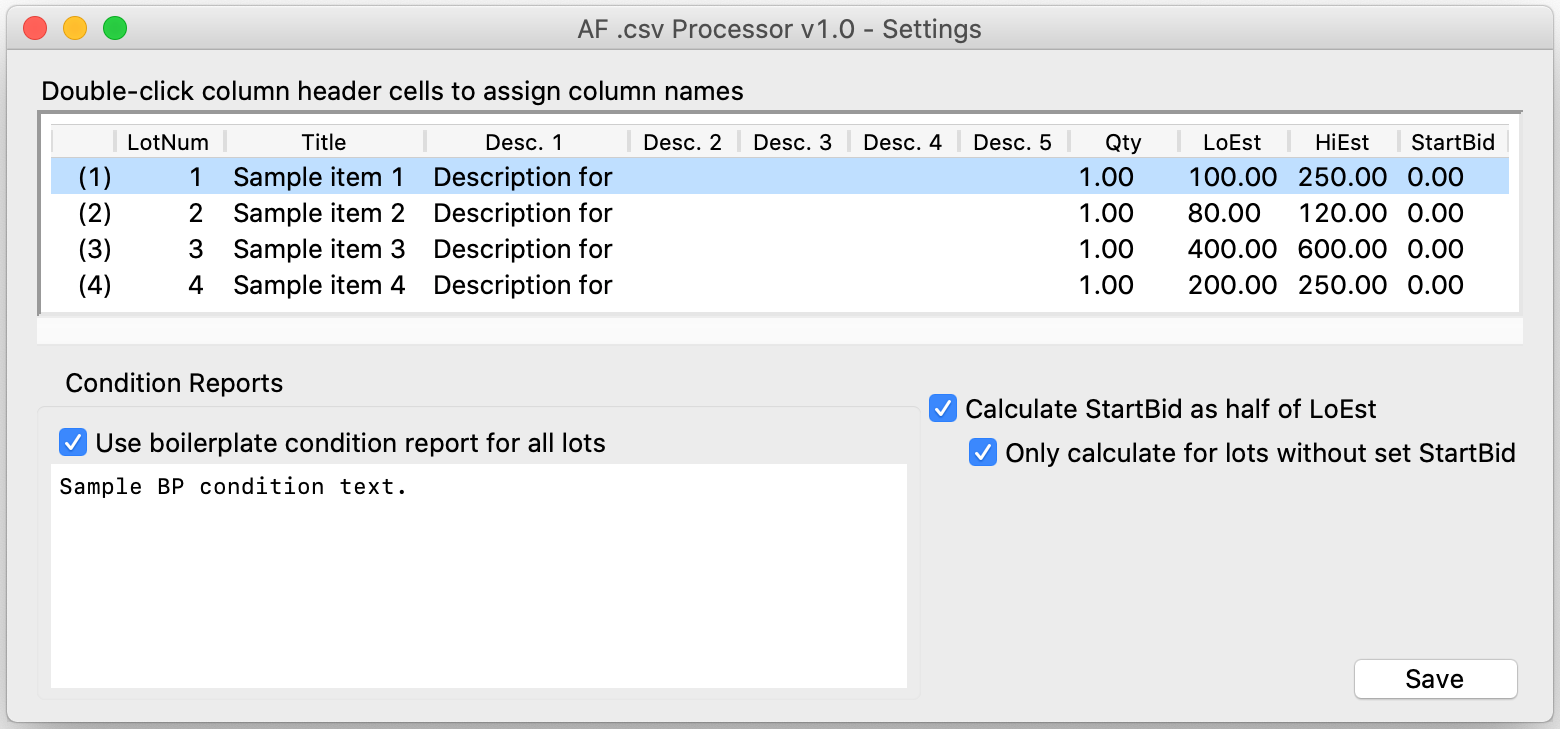 AF .csv Processor v1.0 - Settings
Double-click column header cells to assign column names
LotNum Title Desc. 1 Desc. 2 Desc. 3 Desc. 4 Desc. 5 Qty LoEst HiEst StartBid
(1) 1 Sample item 1 Description for 1.00 100.00 250.00 0.00
(2) 2 Sample item 2 Description for 1.00 80.00 120.00 0.00
(3) 3 Sample item 3 Description for 1.00 400.00 600.00 0.00
(4) 4 Sample item 4 Description for 1.00 200.00 250.00 0.00
Condition Reports
Use boilerplate condition report for all lots
Sample BP condition text.
Calculate StartBid as half of LoEst
Only calculate for lots without set StartBid
Save